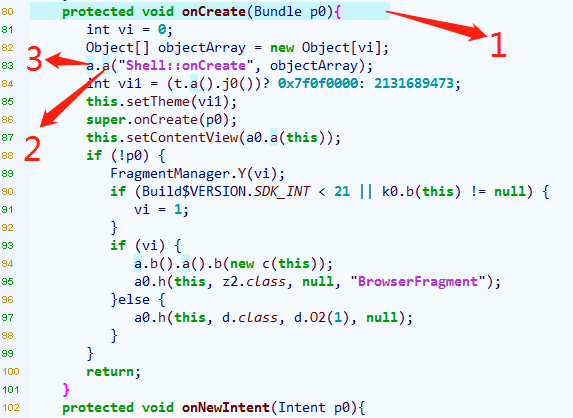 80 protected void onCreate(Bundle p0){
1
81 int vi = 0;
82 Object[] objectArray = new Object[vi];
3
83 a.a("Shell::onCreate", objectArray);
84 int vi1 = (t.a().j0())? 0x7f0f0000: 2131689473;
85 this.setTheme(vi1);
86 super.onCreate(p0);
2
87 this.setContentView(a0.a(this));
88 if (!p0) {
89 FragmentManager.Y(vi);
90 if (Build$VERSION.SDK_INT < 21 || k0.b(this) != null) {
91 vi = 1;
92 }
93 if (vi) {
94 a.b().a().b(new c(this));
95 a0.h(this, z2.class, null, "BrowserFragment");
96 }else {
97 a0.h(this, d.class, d.O2(1), null);
98 }
99 }
100 return;
101 }
102 protected void onNewIntent(Intent p0){